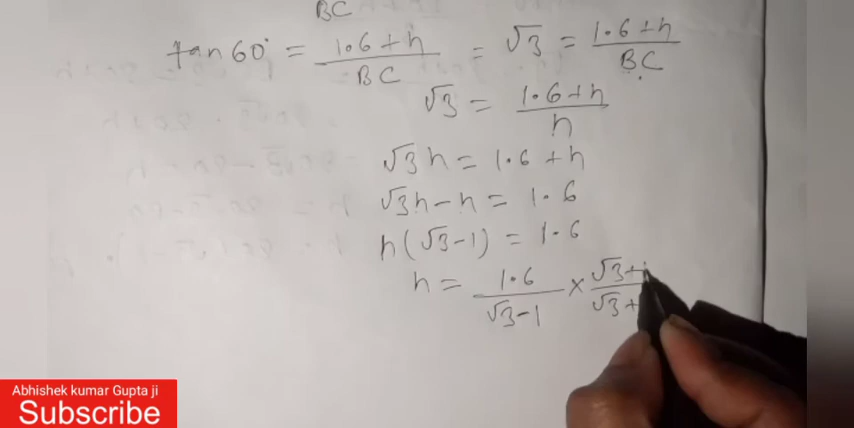 BC
tan 60° = 1.6+h / BC = √3 = 1.6+h / BC
√3 = 1.6+h / h
√3h = 1.6+h
√3h-h = 1.6
h(√3-1) = 1.6
h = 1.6 / √3-1 × √3+ / √3+
Abhishek kumar Gupta ji
Subscribe